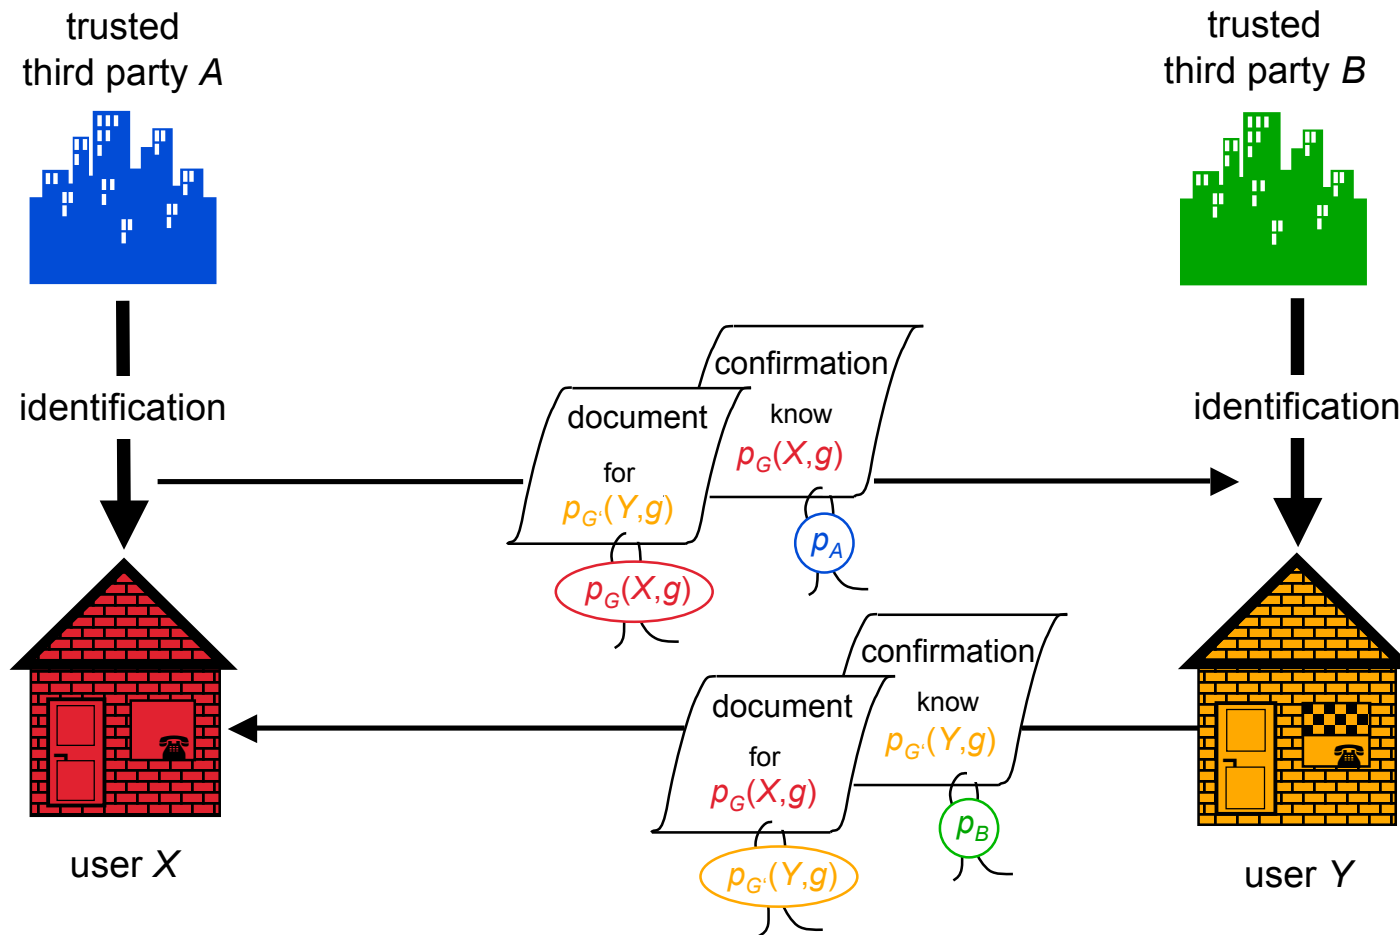 trusted
third party A
trusted
third party B
identification
identification
confirmation
know
p_G(X,g)
p_A
document
for
p_G‘(Y,g)
p_G(X,g)
confirmation
know
p_G‘(Y,g)
p_B
document
for
p_G(X,g)
p_G‘(Y,g)
user X
user Y